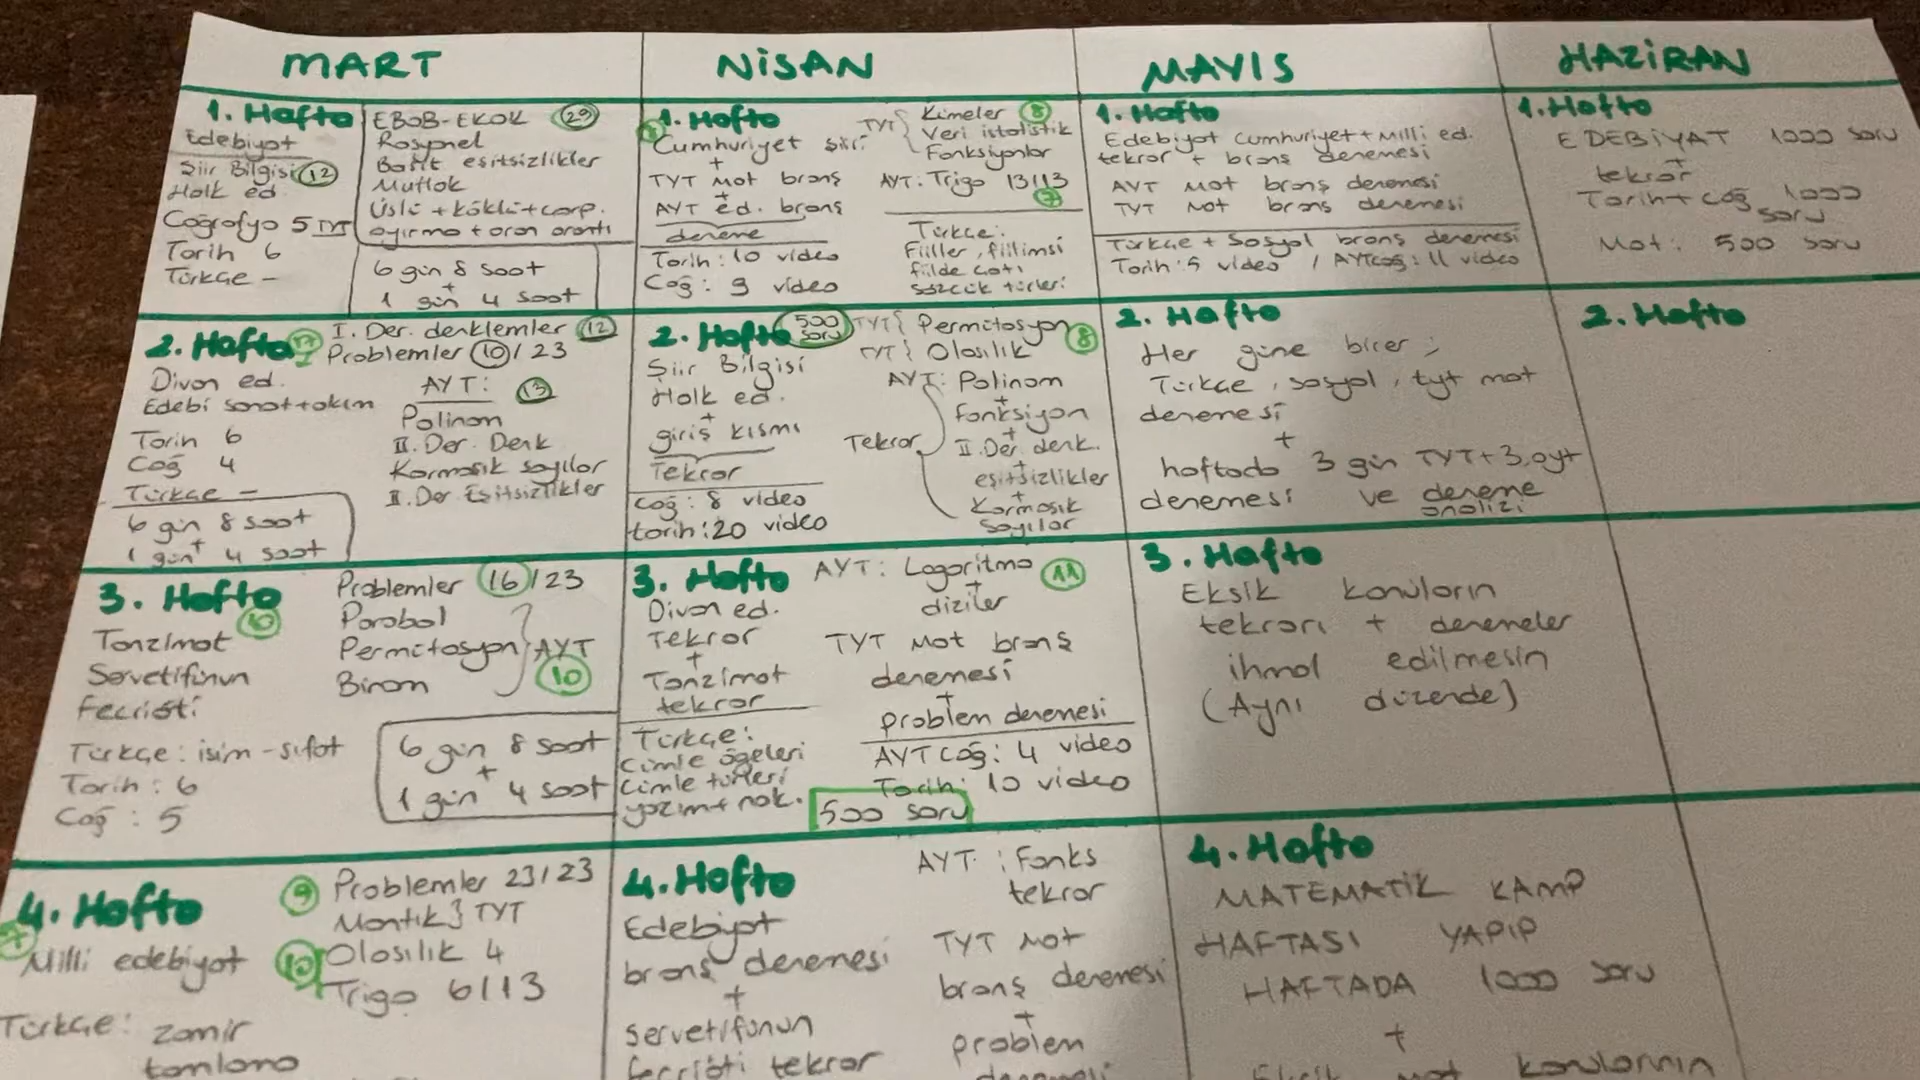 MART
1. Hafta
Edebiyat
Şiir Bilgisi 12
Halk ed
Coğrafya 5 TYT
Tarih 6
Türkçe -
EBOB-EKOK 29
Rasyonel
Basit eşitsizlikler
Mutlak
Üslü + köklü + çarp.
ayırma + oran orantı
6 gün 8 saat
+
1 gün 4 saat
2. Hafta
Divan ed.
Edebi sanat + akım
Tarih 6
Coğ 4
Türkçe -
6 gün 8 saat
+
1 gün 4 saat
I. Der. denklemler 12
Problemler 10/23
AYT: 13
Polinom
II. Der. Denk
Karmaşık sayılar
II. Der Eşitsizlikler
3. Hafta
10
Tanzimat
Servetifünun
Fecriati
Türkçe: isim-sıfat
Tarih: 6
Coğ: 5
Problemler 16/23
Parabol
Permütasyon AYT
Binom 10
6 gün 8 saat
+
1 gün 4 saat
4. Hafta
Milli edebiyat
Türkçe: zamir
tamlama
9 Problemler 23/23
Mantık } TYT
10 Olasılık 4
Trigo 6/13
NİSAN
1. Hafta
Cumhuriyet şiir
+
TYT Mat branş
+
AYT ed. branş
deneme
Tarih: 10 video
Coğ: 9 video
TYT { Kümeler 8
Veri istatistik
Fonksiyonlar
AYT: Trigo 13/13
7
Türkçe:
Fiiller, fiilimsi
fiilde çatı
sözcük türleri
2. Hafta 500 soru
Şiir Bilgisi
Halk ed.
+
giriş kısmı
Tekrar
Coğ: 8 video
tarih: 20 video
TYT { Permütasyon 8
TYT } Olasılık
AYT: Polinom
+
fonksiyon
+
Tekrar II. Der. denk.
+
eşitsizlikler
+
Karmaşık
Sayılar
3. Hafta
Divan ed.
Tekrar
+
Tanzimat
tekrar
Türkçe:
Cümle ögeleri
Cümle türleri
yazım + nok.
AYT: Logaritma 11
+
diziler
TYT Mat branş
denemesi
+
problem denemesi
AYT Coğ: 4 video
Tarih: 10 video
500 soru
4. Hafta
Edebiyat
branş denemesi
+
servetifünun
fecriati tekrar
AYT: Fonks
tekrar
TYT Mat
branş denemesi
+
problem
denemesi
MAYIS
1. Hafta
Edebiyat Cumhuriyet + Milli ed.
tekrar + branş denemesi
AYT Mat branş denemesi
TYT Mat branş denemesi
Türkçe + Sosyal branş denemesi
Tarih: 5 video / AYT Coğ: 11 video
2. Hafta
Her güne birer;
Türkçe, sosyal, tyt mat
denemesi
+
haftada 3 gün TYT + 3 ayt
denemesi ve deneme
analizi
3. Hafta
Eksik konuların
tekrarı + denemeler
ihmal edilmesin
(Aynı düzende)
4. Hafta
MATEMATİK KAMP
HAFTASI YAPIP
HAFTADA 1000 soru
+
Eksik mat konularının
HAZİRAN
1. Hafta
EDEBİYAT 1000 soru
+
tekrar
Tarih + coğ 1000
soru
Mat: 500 soru
2. Hafta